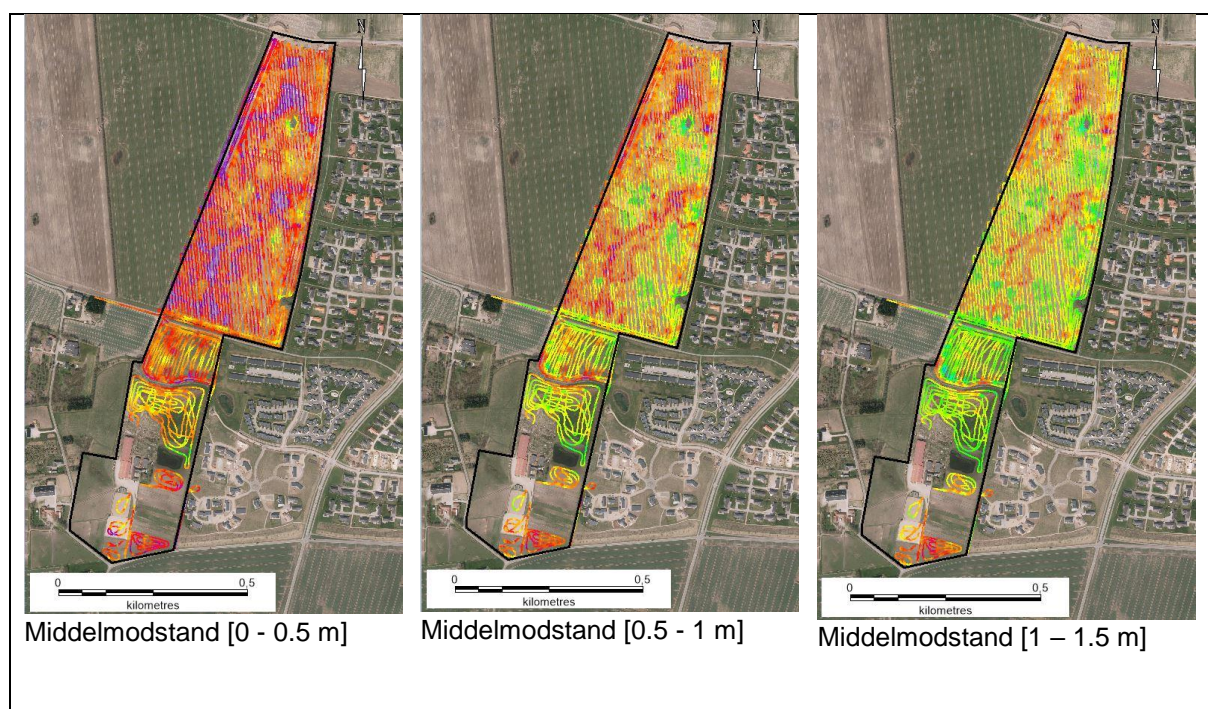 N
N
N
0 0,5
kilometres
0 0,5
kilometres
0 0,5
kilometres
Middelmodstand [0 - 0.5 m]
Middelmodstand [0.5 - 1 m]
Middelmodstand [1 – 1.5 m]